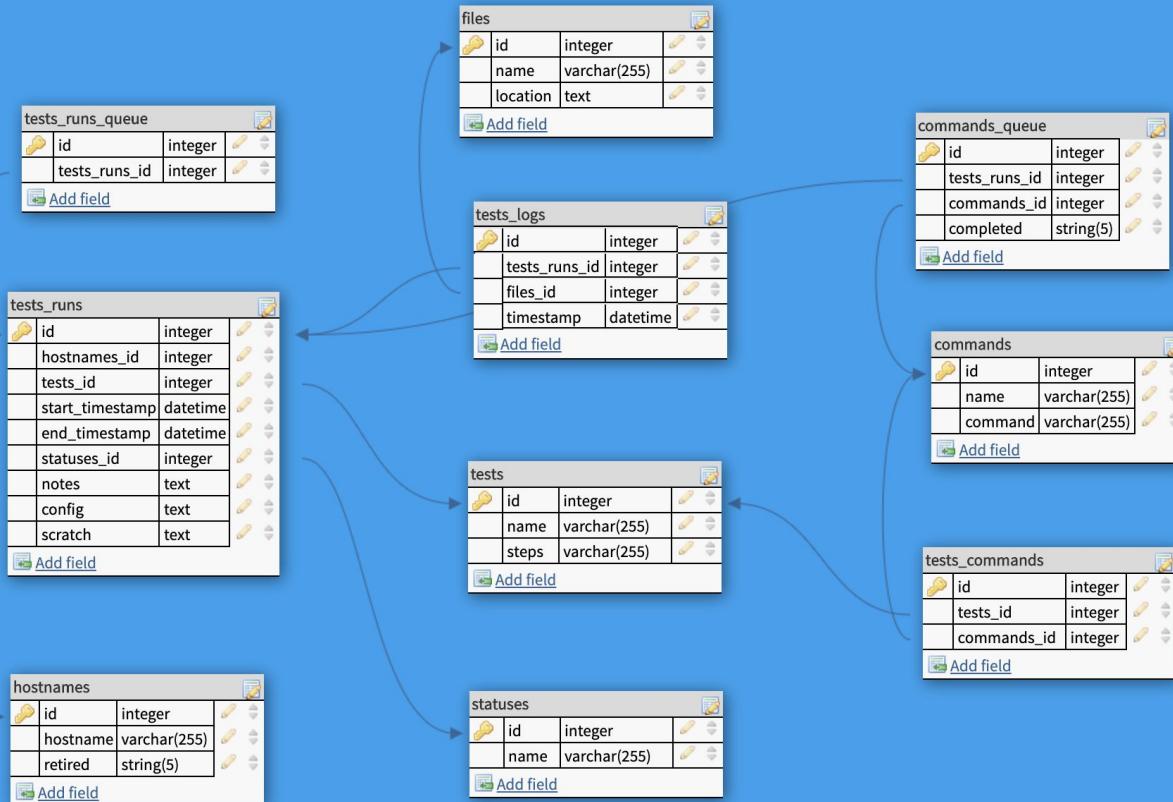 files
id integer
name varchar(255)
location text
Add field
tests_runs_queue
id integer
tests_runs_id integer
Add field
commands_queue
id integer
tests_runs_id integer
commands_id integer
completed string(5)
Add field
tests_logs
id integer
tests_runs_id integer
files_id integer
timestamp datetime
Add field
tests_runs
id integer
hostnames_id integer
tests_id integer
start_timestamp datetime
end_timestamp datetime
statuses_id integer
notes text
config text
scratch text
Add field
commands
id integer
name varchar(255)
command varchar(255)
Add field
tests
id integer
name varchar(255)
steps varchar(255)
Add field
tests_commands
id integer
tests_id integer
commands_id integer
Add field
hostnames
id integer
hostname varchar(255)
retired string(5)
Add field
statuses
id integer
name varchar(255)
Add field